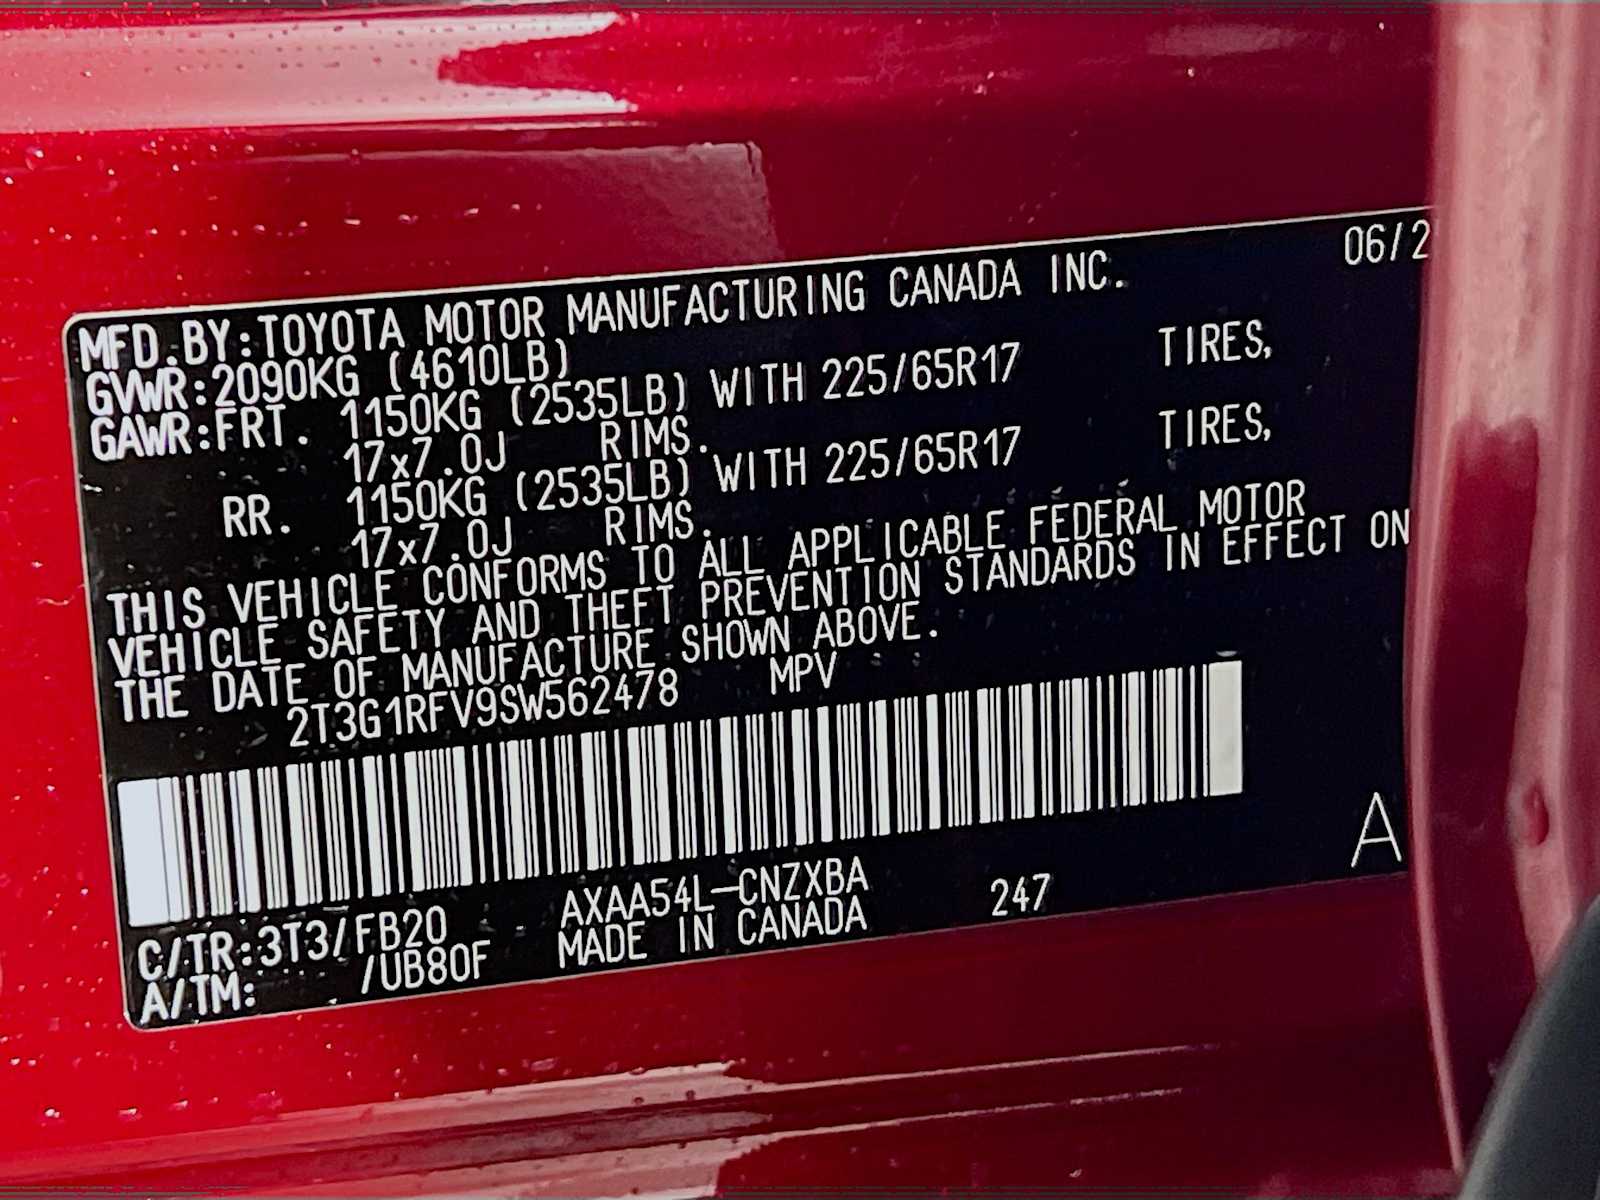 06/2
MFD.BY:TOYOTA MOTOR MANUFACTURING CANADA INC.
GVWR:2090KG (4610LB)
GAWR:FRT. 1150KG (2535LB) WITH 225/65R17 TIRES,
17x7.0J RIMS.
RR. 1150KG (2535LB) WITH 225/65R17 TIRES,
17x7.0J RIMS.
THIS VEHICLE CONFORMS TO ALL APPLICABLE FEDERAL MOTOR
VEHICLE SAFETY AND THEFT PREVENTION STANDARDS IN EFFECT ON
THE DATE OF MANUFACTURE SHOWN ABOVE.
2T3G1RFV9SW562478 MPV
A
C/TR:3T3/FB20 AXAA54L-CNZXBA 247
A/TM: /UB80F MADE IN CANADA